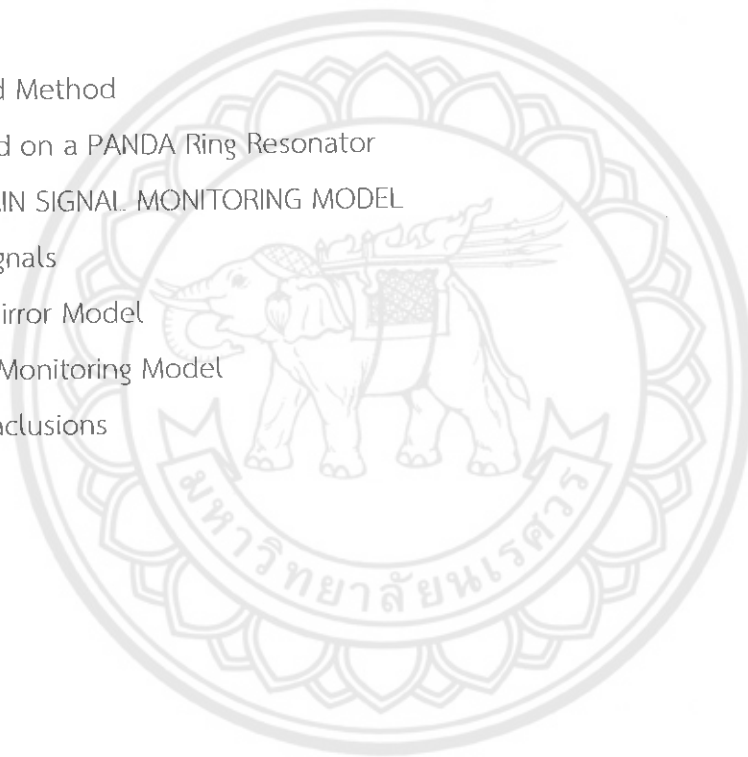 d Method
d on a PANDA Ring Resonator
AIN SIGNAL MONITORING MODEL
gnals
irror Model
Monitoring Model
nclusions
มหาวิทยาลัยนเรศวร